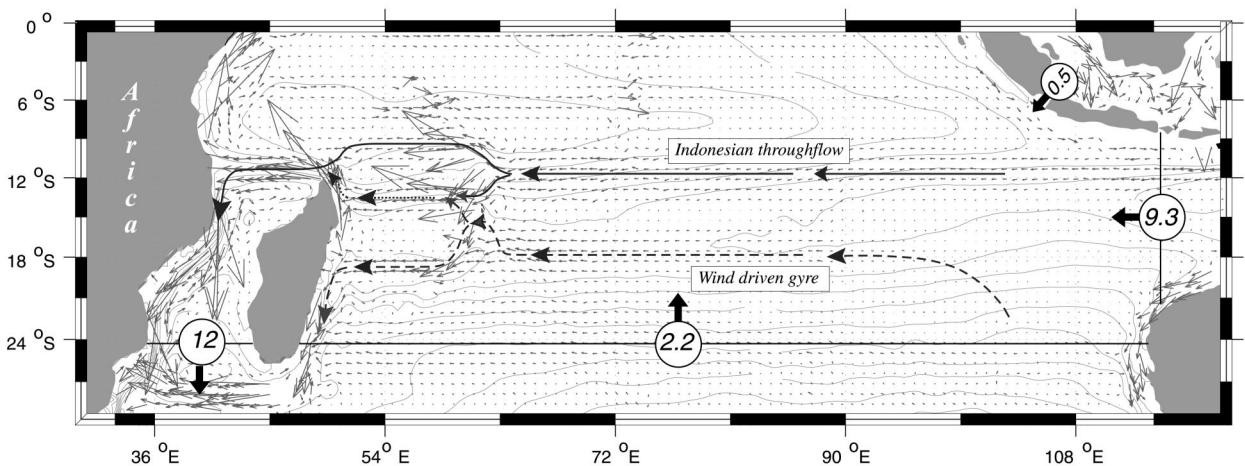 0 °
6 °S
12 °S
18 °S
24 °S
Africa
0.5
Indonesian throughflow
9.3
Wind driven gyre
12
2.2
36 °E
54 °E
72 °E
90 °E
108 °E